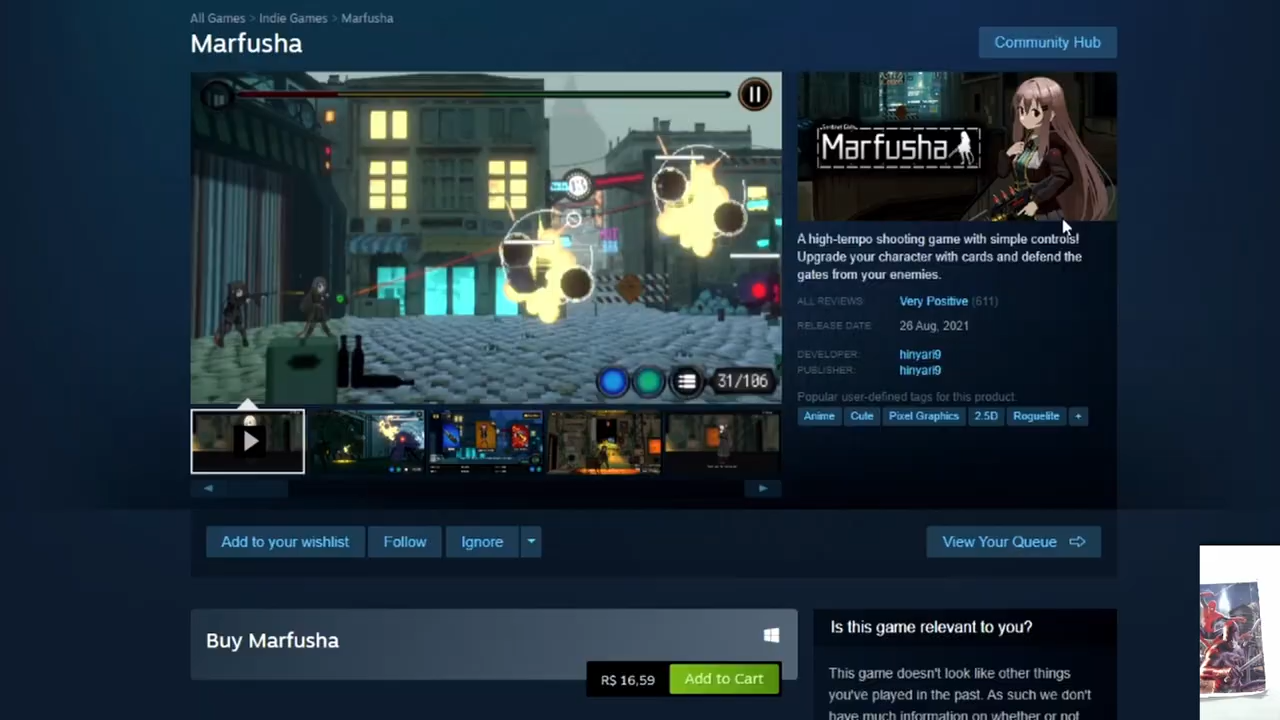 All Games > Indie Games > Marfusha
Marfusha
Community Hub
31/106
Marfusha
A high-tempo shooting game with simple controls!
Upgrade your character with cards and defend the
gates from your enemies.
ALL REVIEWS: Very Positive (611)
RELEASE DATE: 26 Aug, 2021
DEVELOPER: hinyari9
PUBLISHER: hinyari9
Popular user-defined tags for this product:
Anime Cute Pixel Graphics 2.5D Roguelite +
Add to your wishlist Follow Ignore
View Your Queue
Buy Marfusha
R$ 16,59 Add to Cart
Is this game relevant to you?
This game doesn't look like other things
you've played in the past. As such we don't
have much information on whether or not